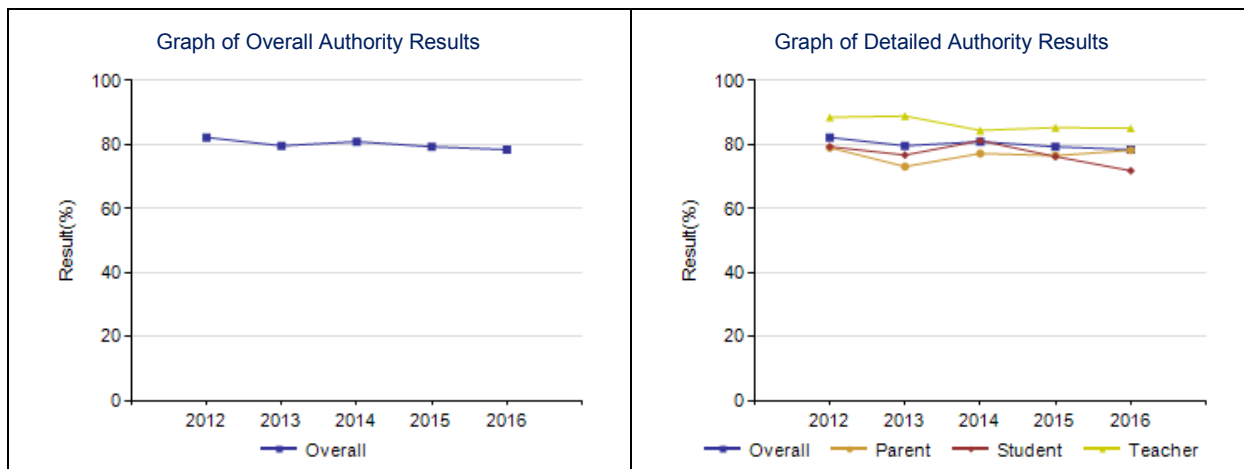 Graph of Overall Authority Results
100
80
60
40
20
0
Result(%)
2012 2013 2014 2015 2016
Overall
Graph of Detailed Authority Results
100
80
60
40
20
0
Result(%)
2012 2013 2014 2015 2016
Overall Parent Student Teacher